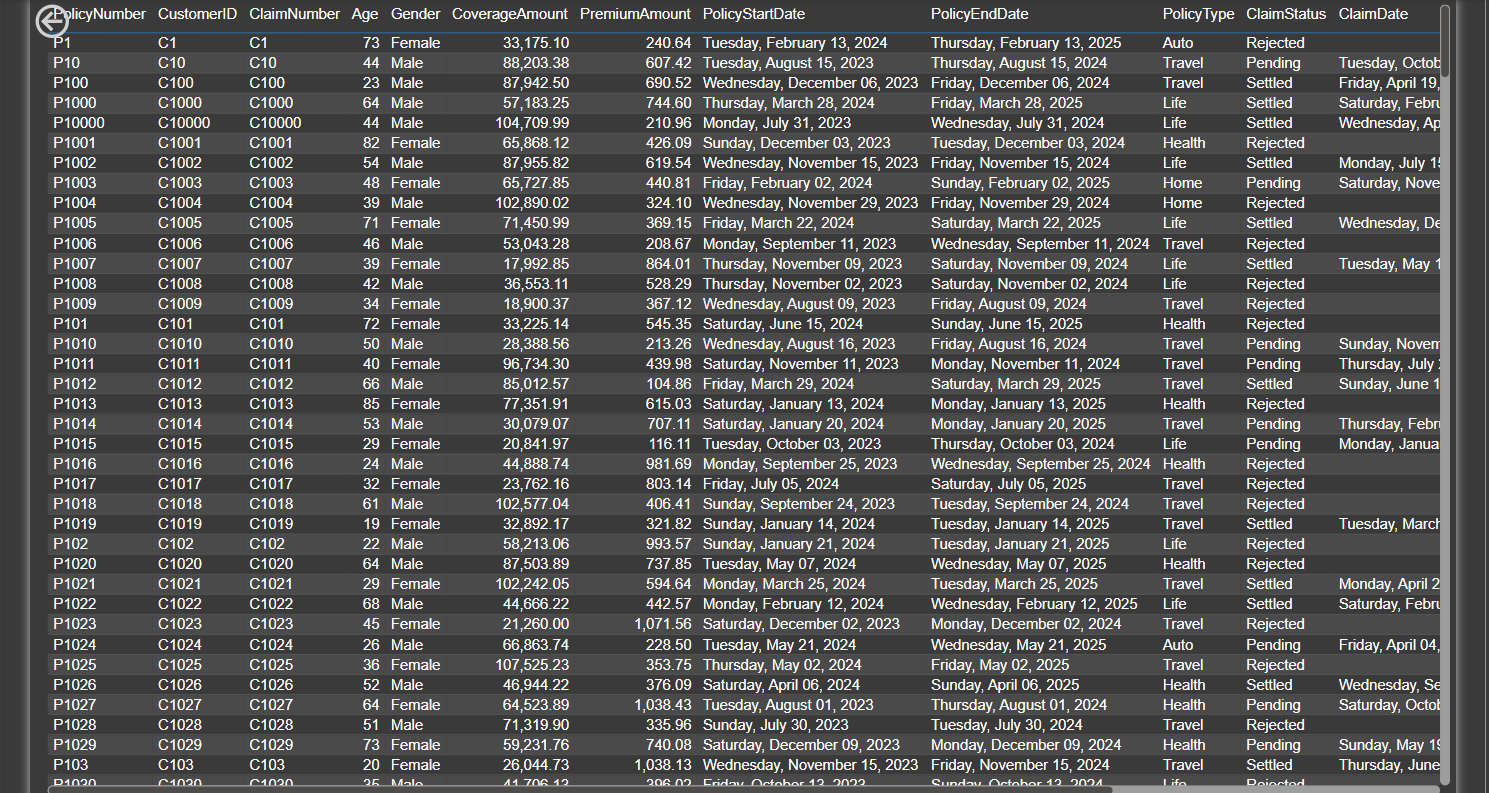 PolicyNumber CustomerID ClaimNumber Age Gender CoverageAmount PremiumAmount PolicyStartDate PolicyEndDate PolicyType ClaimStatus ClaimDate
P1 C1 C1 73 Female 33,175.10 240.64 Tuesday, February 13, 2024 Thursday, February 13, 2025 Auto Rejected
P10 C10 C10 44 Male 88,203.38 607.42 Tuesday, August 15, 2023 Thursday, August 15, 2024 Travel Pending Tuesday, Octob
P100 C100 C100 23 Male 87,942.50 690.52 Wednesday, December 06, 2023 Friday, December 06, 2024 Travel Settled Friday, April 19,
P1000 C1000 C1000 64 Male 57,183.25 744.60 Thursday, March 28, 2024 Friday, March 28, 2025 Life Settled Saturday, Febru
P10000 C10000 C10000 44 Male 104,709.99 210.96 Monday, July 31, 2023 Wednesday, July 31, 2024 Life Settled Wednesday, Ap
P1001 C1001 C1001 82 Female 65,868.12 426.09 Sunday, December 03, 2023 Tuesday, December 03, 2024 Health Rejected
P1002 C1002 C1002 54 Male 87,955.82 619.54 Wednesday, November 15, 2023 Friday, November 15, 2024 Life Settled Monday, July 15
P1003 C1003 C1003 48 Female 65,727.85 440.81 Friday, February 02, 2024 Sunday, February 02, 2025 Home Pending Saturday, Nove
P1004 C1004 C1004 39 Male 102,890.02 324.10 Wednesday, November 29, 2023 Friday, November 29, 2024 Home Rejected
P1005 C1005 C1005 71 Female 71,450.99 369.15 Friday, March 22, 2024 Saturday, March 22, 2025 Life Settled Wednesday, De
P1006 C1006 C1006 46 Male 53,043.28 208.67 Monday, September 11, 2023 Wednesday, September 11, 2024 Travel Rejected
P1007 C1007 C1007 39 Female 17,992.85 864.01 Thursday, November 09, 2023 Saturday, November 09, 2024 Life Settled Tuesday, May 1
P1008 C1008 C1008 42 Male 36,553.11 528.29 Thursday, November 02, 2023 Saturday, November 02, 2024 Life Rejected
P1009 C1009 C1009 34 Female 18,900.37 367.12 Wednesday, August 09, 2023 Friday, August 09, 2024 Travel Rejected
P101 C101 C101 72 Female 33,225.14 545.35 Saturday, June 15, 2024 Sunday, June 15, 2025 Health Rejected
P1010 C1010 C1010 50 Male 28,388.56 213.26 Wednesday, August 16, 2023 Friday, August 16, 2024 Travel Pending Sunday, Novem
P1011 C1011 C1011 40 Female 96,734.30 439.98 Saturday, November 11, 2023 Monday, November 11, 2024 Travel Pending Thursday, July
P1012 C1012 C1012 66 Male 85,012.57 104.86 Friday, March 29, 2024 Saturday, March 29, 2025 Travel Settled Sunday, June 1
P1013 C1013 C1013 85 Female 77,351.91 615.03 Saturday, January 13, 2024 Monday, January 13, 2025 Health Rejected
P1014 C1014 C1014 53 Male 30,079.07 707.11 Saturday, January 20, 2024 Monday, January 20, 2025 Travel Pending Thursday, Febr
P1015 C1015 C1015 29 Female 20,841.97 116.11 Tuesday, October 03, 2023 Thursday, October 03, 2024 Life Pending Monday, Janua
P1016 C1016 C1016 24 Male 44,888.74 981.69 Monday, September 25, 2023 Wednesday, September 25, 2024 Health Rejected
P1017 C1017 C1017 32 Female 23,762.16 803.14 Friday, July 05, 2024 Saturday, July 05, 2025 Travel Rejected
P1018 C1018 C1018 61 Male 102,577.04 406.41 Sunday, September 24, 2023 Tuesday, September 24, 2024 Travel Rejected
P1019 C1019 C1019 19 Female 32,892.17 321.82 Sunday, January 14, 2024 Tuesday, January 14, 2025 Travel Settled Tuesday, March
P102 C102 C102 22 Male 58,213.06 993.57 Sunday, January 21, 2024 Tuesday, January 21, 2025 Life Rejected
P1020 C1020 C1020 64 Male 87,503.89 737.85 Tuesday, May 07, 2024 Wednesday, May 07, 2025 Health Rejected
P1021 C1021 C1021 29 Female 102,242.05 594.64 Monday, March 25, 2024 Tuesday, March 25, 2025 Travel Settled Monday, April 2
P1022 C1022 C1022 68 Male 44,666.22 442.57 Monday, February 12, 2024 Wednesday, February 12, 2025 Life Settled Saturday, Febru
P1023 C1023 C1023 45 Female 21,260.00 1,071.56 Saturday, December 02, 2023 Monday, December 02, 2024 Travel Rejected
P1024 C1024 C1024 26 Male 66,863.74 228.50 Tuesday, May 21, 2024 Wednesday, May 21, 2025 Auto Pending Friday, April 04,
P1025 C1025 C1025 36 Female 107,525.23 353.75 Thursday, May 02, 2024 Friday, May 02, 2025 Travel Rejected
P1026 C1026 C1026 52 Male 46,944.22 376.09 Saturday, April 06, 2024 Sunday, April 06, 2025 Health Settled Wednesday, Se
P1027 C1027 C1027 64 Female 64,523.89 1,038.43 Tuesday, August 01, 2023 Thursday, August 01, 2024 Health Pending Saturday, Octob
P1028 C1028 C1028 51 Male 71,319.90 335.96 Sunday, July 30, 2023 Tuesday, July 30, 2024 Travel Rejected
P1029 C1029 C1029 73 Female 59,231.76 740.08 Saturday, December 09, 2023 Monday, December 09, 2024 Health Pending Sunday, May 19
P103 C103 C103 20 Female 26,044.73 1,038.13 Wednesday, November 15, 2023 Friday, November 15, 2024 Travel Settled Thursday, June
P1030 C1030 C1030 35 Male 41,706.13 396.02 Friday, October 13, 2023 Sunday, October 13, 2024 Life Rejected